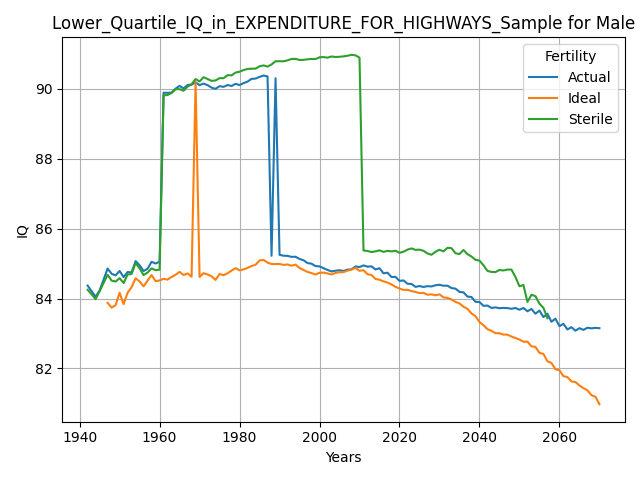 Lower_Quartile_IQ_in_EXPENDITURE_FOR_HIGHWAYS_Sample for Male
Fertility
Actual
Ideal
Sterile
IQ
90
88
86
84
82
1940
1960
1980
2000
2020
2040
2060
Years